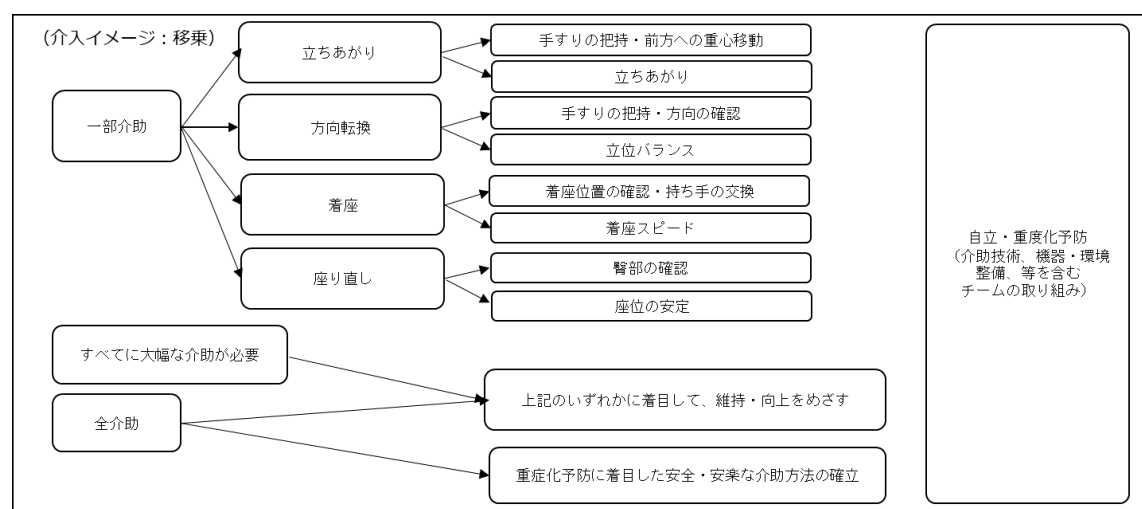 （介入イメージ：移乗）
一部介助
立ちあがり
手すりの把持・前方への重心移動
立ちあがり
方向転換
手すりの把持・方向の確認
立位バランス
着座
着座位置の確認・持ち手の交換
着座スピード
座り直し
臀部の確認
座位の安定
すべてに大幅な介助が必要
全介助
上記のいずれかに着目して、維持・向上をめざす
重症化予防に着目した安全・安楽な介助方法の確立
自立・重度化予防
（介助技術、機器・環境
整備、等を含む
チームの取り組み）